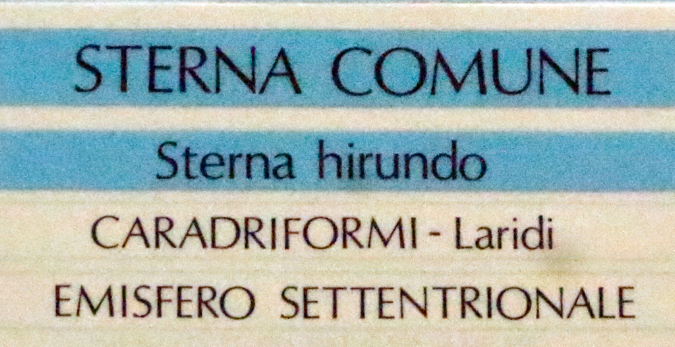 STERNA COMUNE
Sterna hirundo
CARADRIFORMI - Laridi
EMISFERO SETTENTRIONALE